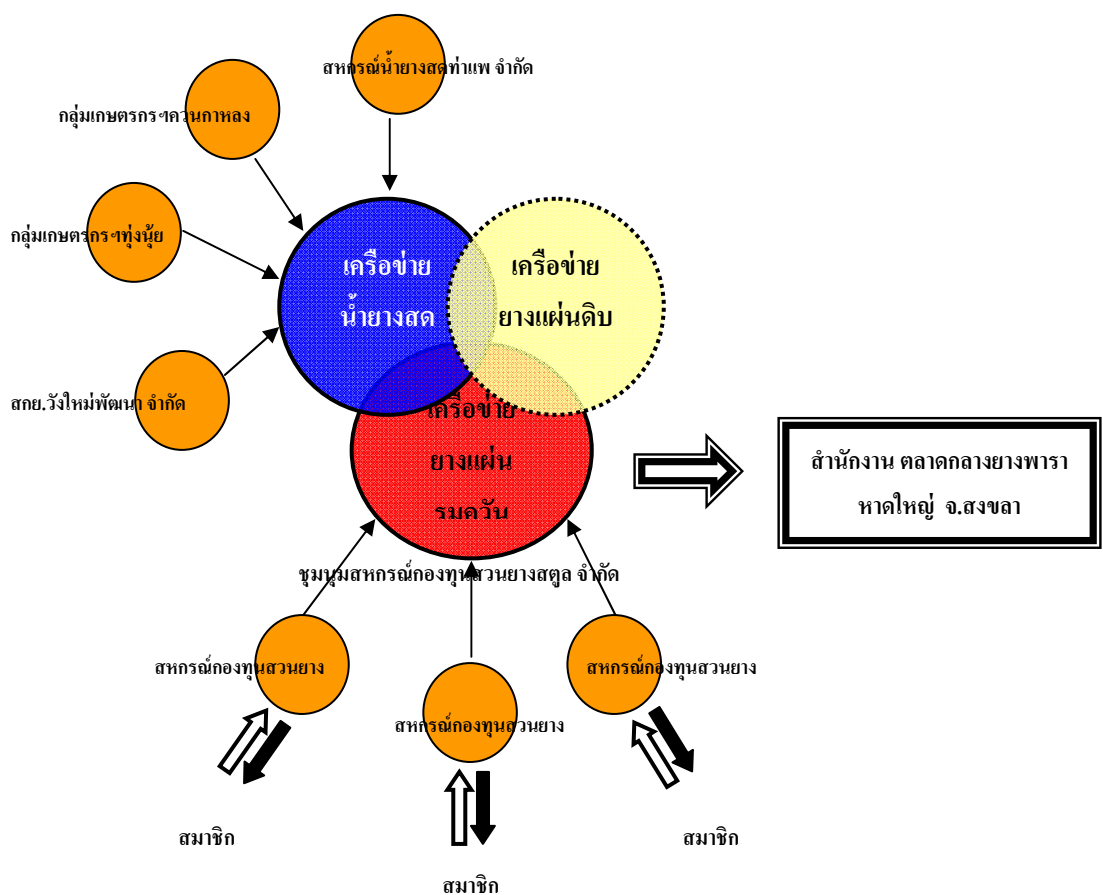 สหกรณ์น้ำยางสดท่าแพ จำกัด
กลุ่มเกษตรกรฯควนกาหลง
กลุ่มเกษตรกรฯทุ่งนุ้ย
สกย.วังใหม่พัฒนา จำกัด
เครือข่าย
น้ำยางสด
เครือข่าย
ยางแผ่นดิบ
เครือข่าย
ยางแผ่น
รมควัน
สำนักงาน ตลาดกลางยางพารา
หาดใหญ่ จ.สงขลา
ชุมนุมสหกรณ์กองทุนสวนยางสตูล จำกัด
สหกรณ์กองทุนสวนยาง
สหกรณ์กองทุนสวนยาง
สหกรณ์กองทุนสวนยาง
สมาชิก
สมาชิก
สมาชิก